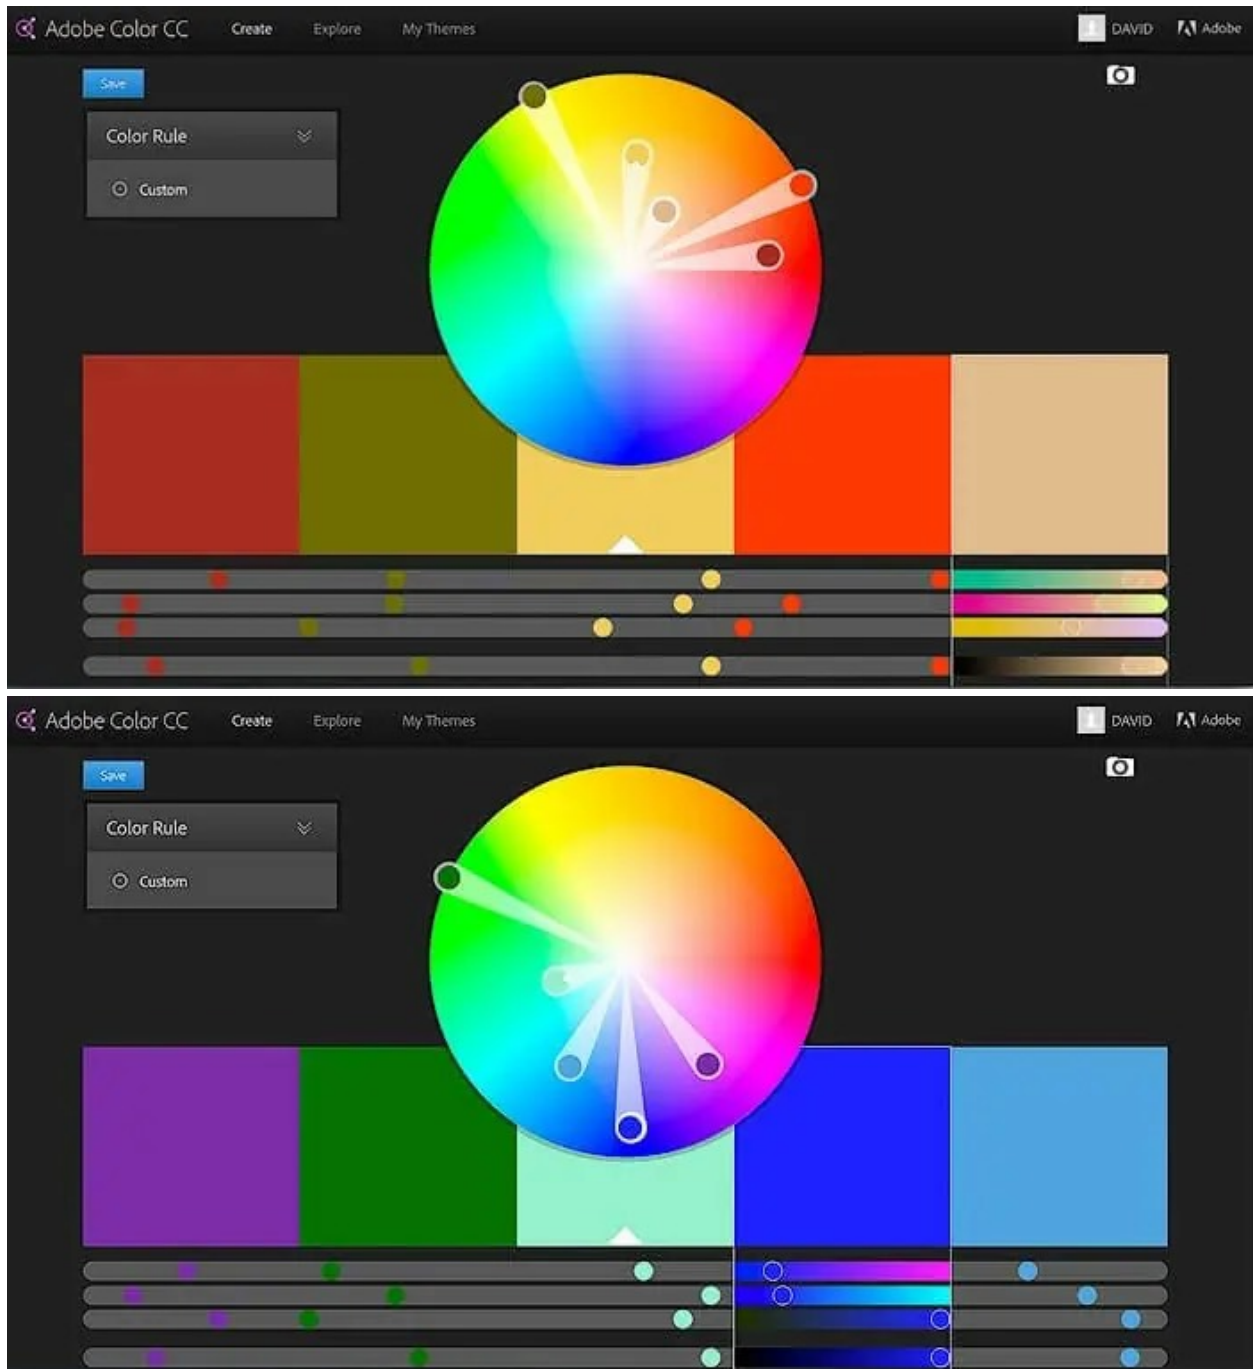 Adobe Color CC Create Explore My Themes DAVID Adobe
Save
Color Rule
Custom
Adobe Color CC Create Explore My Themes DAVID Adobe
Save
Color Rule
Custom